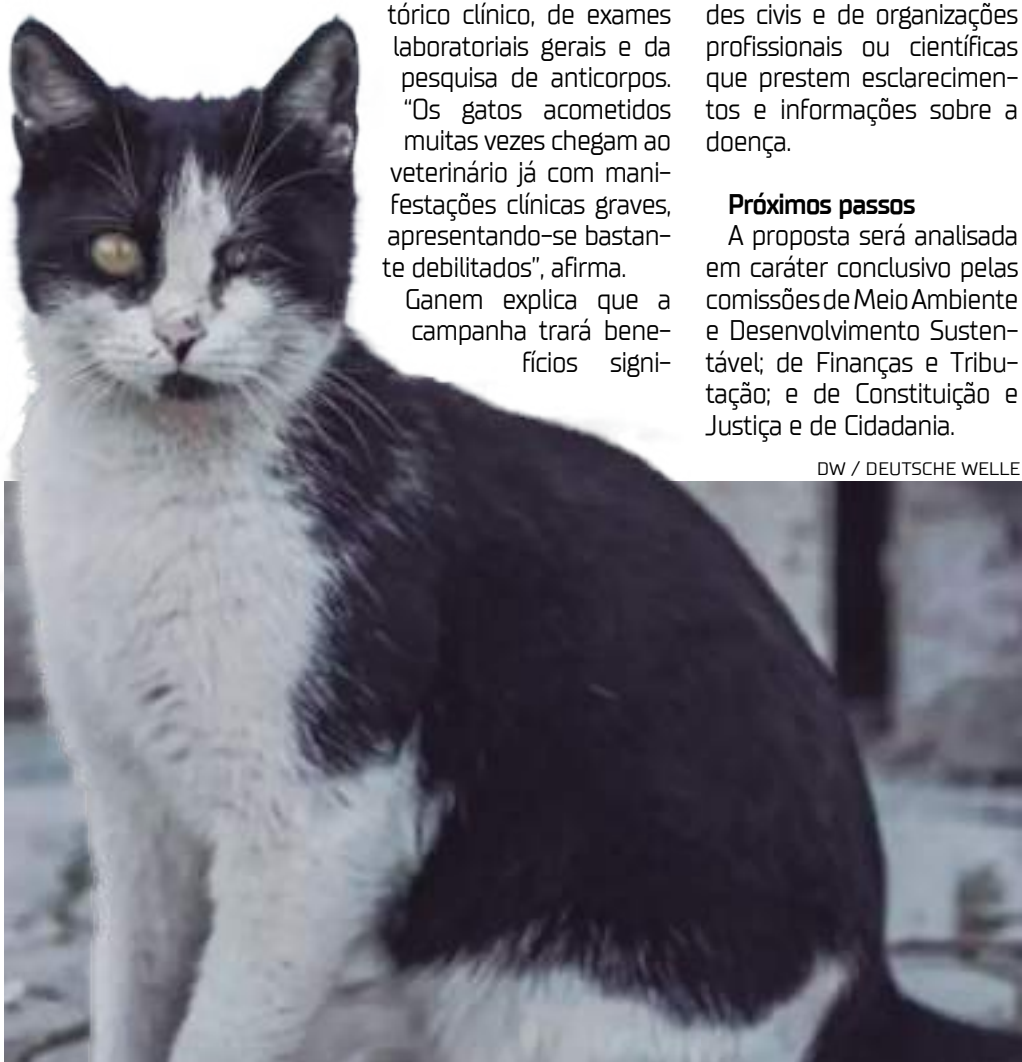 tórico clínico, de exames
laboratoriais gerais e da
pesquisa de anticorpos.
“Os gatos acometidos
muitas vezes chegam ao
veterinário já com mani-
festações clínicas graves,
apresentando-se bastan-
te debilitados”, afirma.
Ganem explica que a
campanha trará bene-
fícios signi-
des civis e de organizações
profissionais ou científicas
que prestem esclarecimen-
tos e informações sobre a
doença.
Próximos passos
A proposta será analisada
em caráter conclusivo pelas
comissões de Meio Ambiente
e Desenvolvimento Susten-
tável; de Finanças e Tribu-
tação; e de Constituição e
Justiça e de Cidadania.
DW / DEUTSCHE WELLE